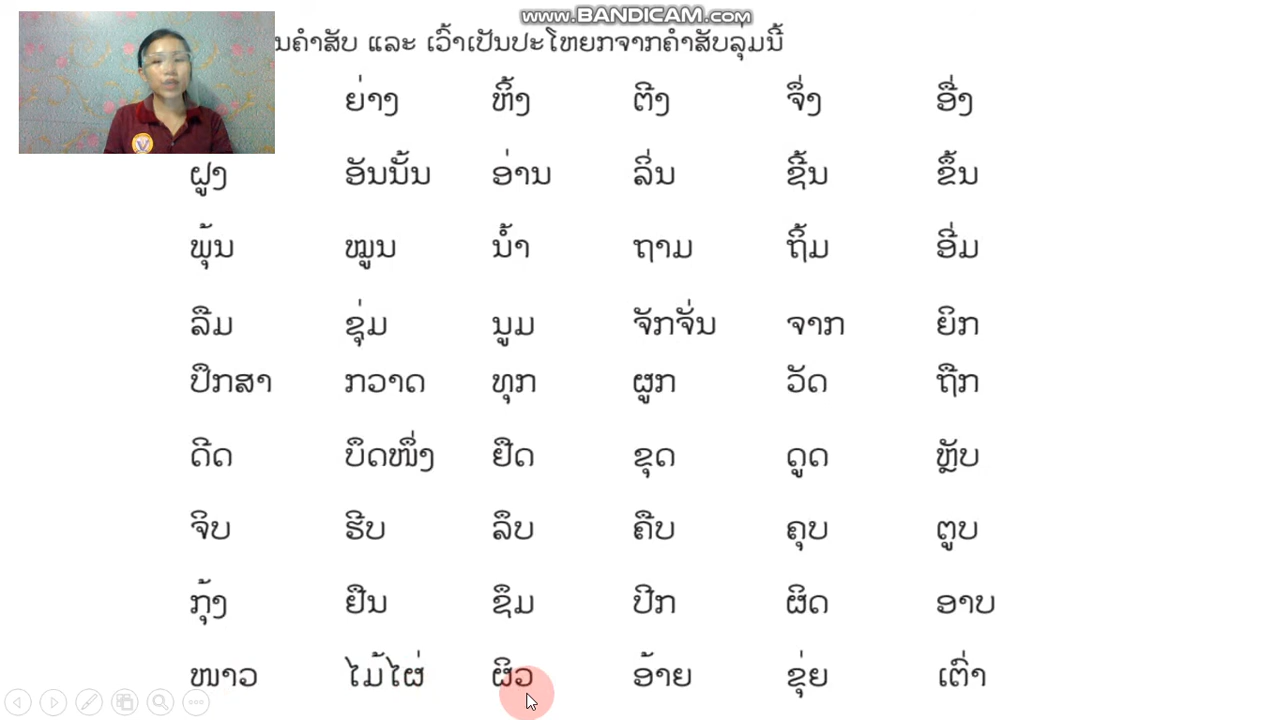 www.BANDICAM.com
ນຄຳສັບ ແລະ ເວົ້າເປັນປະໂຫຍກຈາກຄຳສັບລຸ່ມນີ້
ຍ່າງ ຫິ້ງ ຕີງ ຈຶ່ງ ອື່ງ
ຝູງ ອັນນັ້ນ ອ່ານ ລິ່ນ ຊີ້ນ ຂຶ້ນ
ພຸ້ນ ໝູນ ນ້ຳ ຖາມ ຖິ້ມ ອີ່ມ
ລືມ ຊຸ່ມ ນູມ ຈັກຈັ່ນ ຈາກ ຍິກ
ປຶກສາ ກວາດ ທຸກ ຜູກ ວັດ ຖືກ
ດີດ ບຶດໜຶ່ງ ຢືດ ຂຸດ ດູດ ຫຼັບ
ຈິບ ຮີບ ລຶບ ຄືບ ຄຸບ ຕູບ
ກຸ້ງ ຢືນ ຊຶມ ປີກ ຜິດ ອາບ
ໜາວ ໄມ້ໄຜ່ ຜິວ ອ້າຍ ຂຸ່ຍ ເຕົ່າ